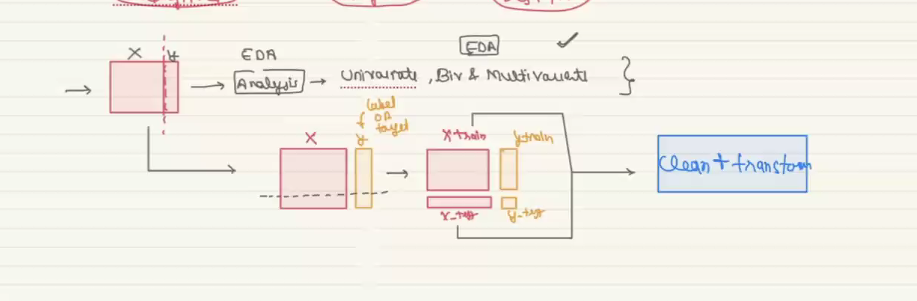 EDA
X y EDA
Analysis → Univariate, Biv & Multivariate }
Label
OR
target
X y X-train y-train
Clean + transform
X-test y-test